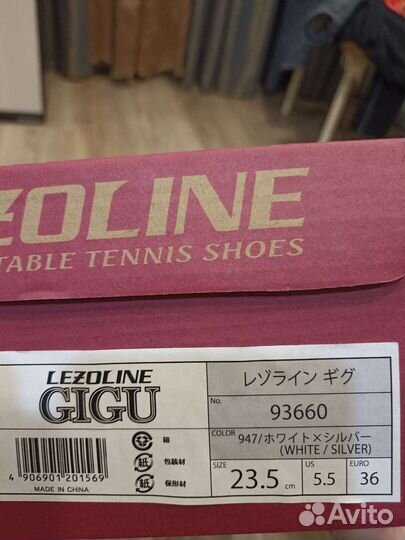 LEZOLINE
TABLE TENNIS SHOES
LEZOLINE
GIGU
4 906901 201569
MADE IN CHINA
紙 箱
紙 包装材
紙 保形材
レゾライン ギグ
No. 93660
COLOR 947/ホワイト×シルバー
(WHITE / SILVER)
SIZE 23.5 cm US 5.5 EURO 36
Avito